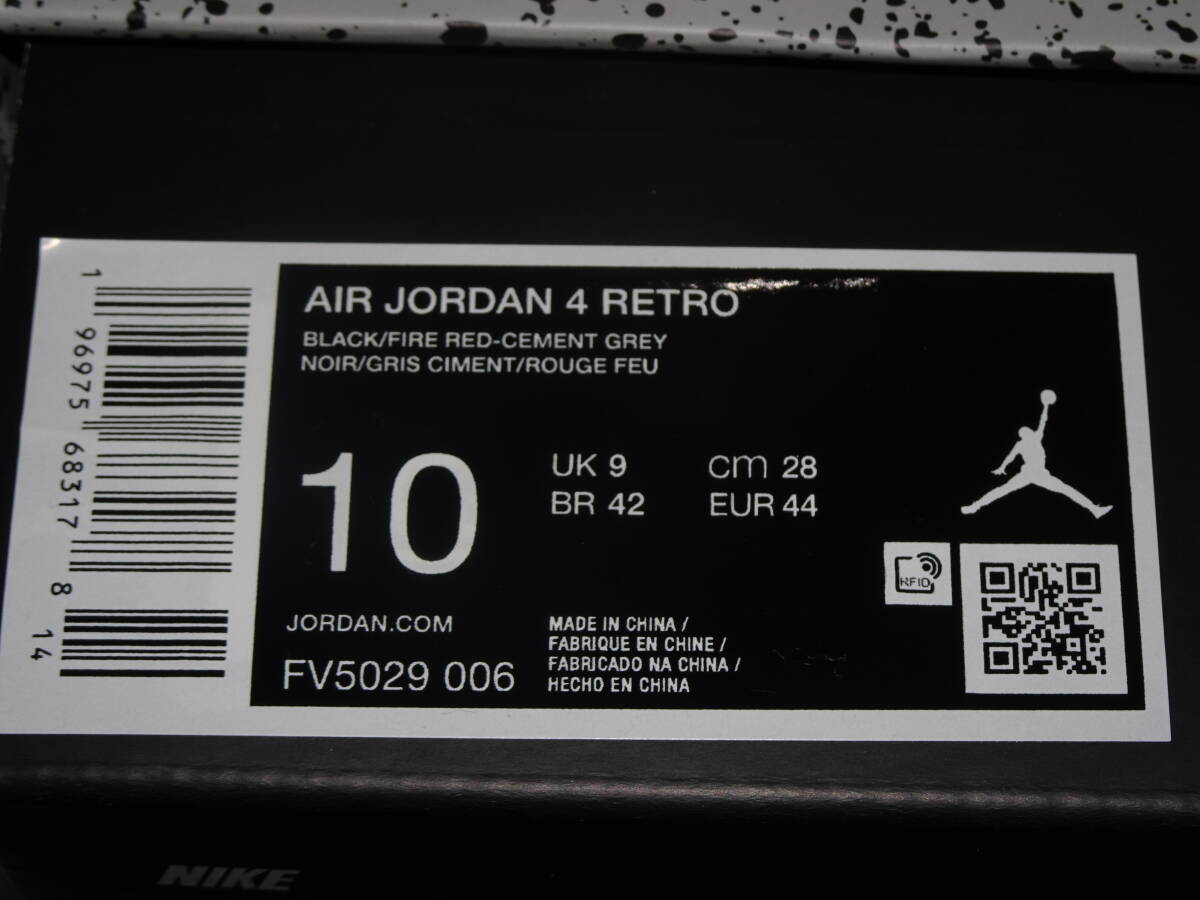 1 96975 68317 8 14
AIR JORDAN 4 RETRO
BLACK/FIRE RED-CEMENT GREY
NOIR/GRIS CIMENT/ROUGE FEU
10
UK 9 cm 28
BR 42 EUR 44
RFID
JORDAN.COM
FV5029 006
MADE IN CHINA /
FABRIQUE EN CHINE /
FABRICADO NA CHINA /
HECHO EN CHINA
NIKE